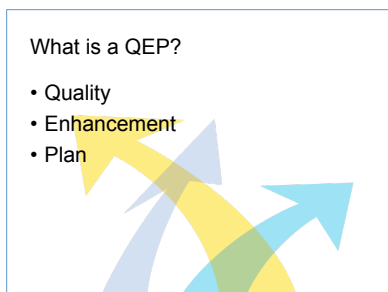 What is a QEP?
• Quality
• Enhancement
• Plan